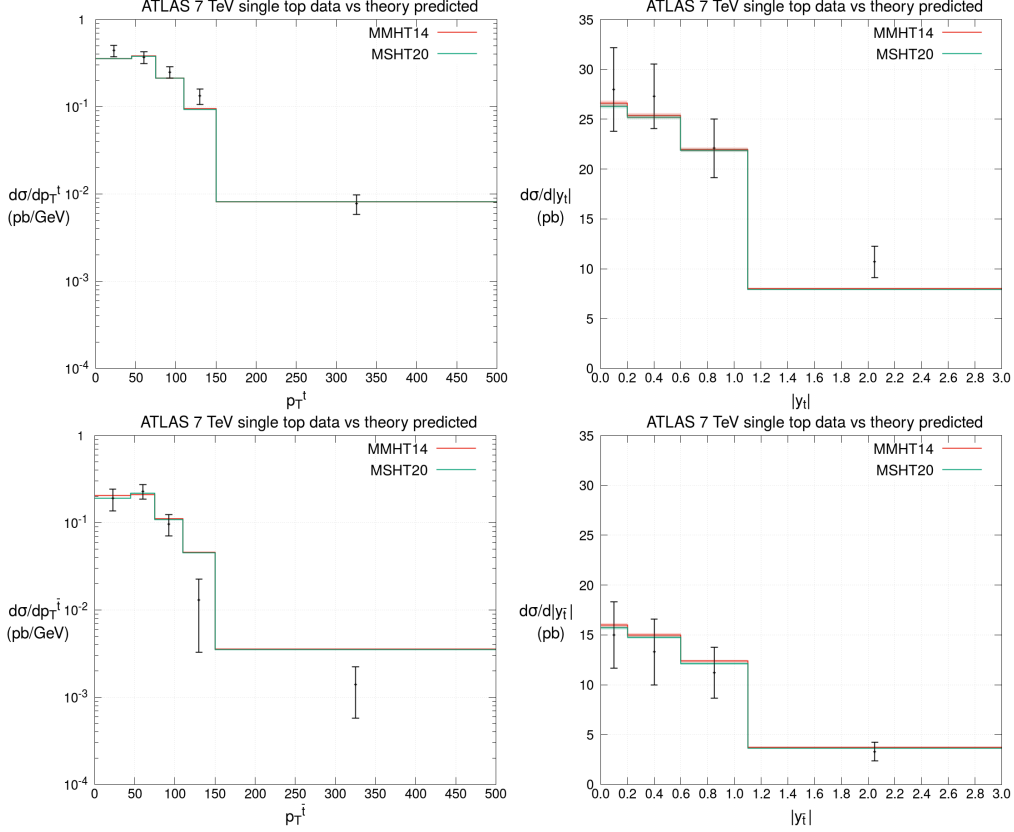 ATLAS 7 TeV single top data vs theory predicted
MMHT14
MSHT20
1
10-1
10-2
10-3
10-4
dσ/dpTt
(pb/GeV)
0 50 100 150 200 250 300 350 400 450 500
pTt
ATLAS 7 TeV single top data vs theory predicted
MMHT14
MSHT20
35
30
25
20
15
10
5
0
dσ/d|yt|
(pb)
0.0 0.2 0.4 0.6 0.8 1.0 1.2 1.4 1.6 1.8 2.0 2.2 2.4 2.6 2.8 3.0
|yt|
ATLAS 7 TeV single top data vs theory predicted
MMHT14
MSHT20
1
10-1
10-2
10-3
10-4
dσ/dpTt̄
(pb/GeV)
0 50 100 150 200 250 300 350 400 450 500
pTt̄
ATLAS 7 TeV single top data vs theory predicted
MMHT14
MSHT20
35
30
25
20
15
10
5
0
dσ/d|yt̄|
(pb)
0.0 0.2 0.4 0.6 0.8 1.0 1.2 1.4 1.6 1.8 2.0 2.2 2.4 2.6 2.8 3.0
|yt̄|